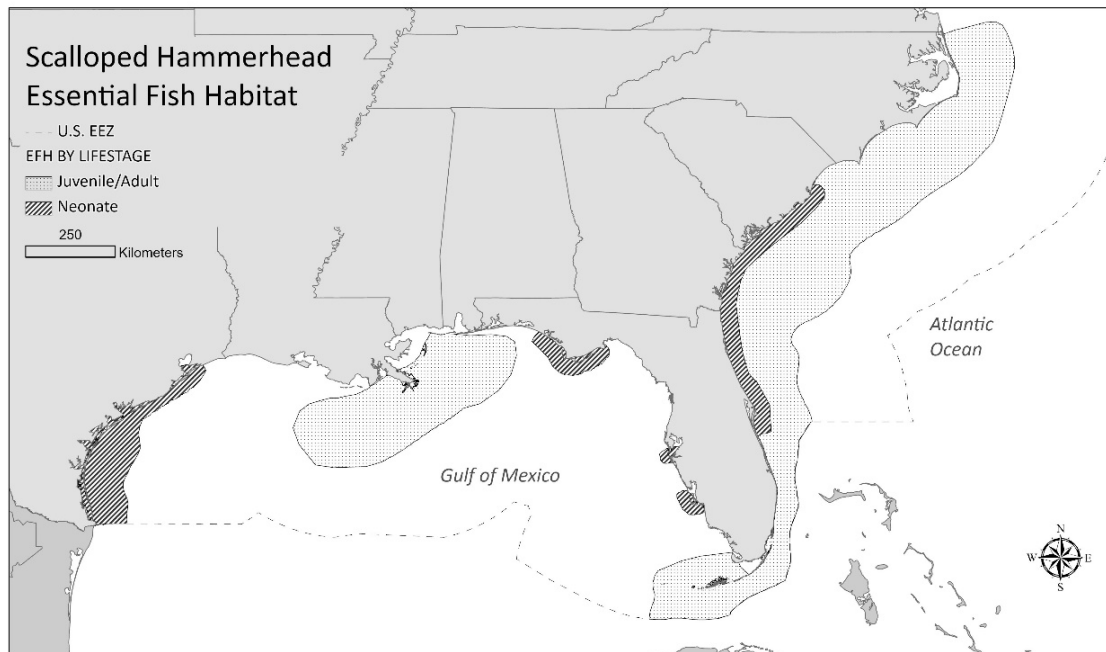 Scalloped Hammerhead
Essential Fish Habitat
U.S. EEZ
EFH BY LIFESTAGE
Juvenile/Adult
Neonate
250
Kilometers
Atlantic
Ocean
Gulf of Mexico
N
W E
S